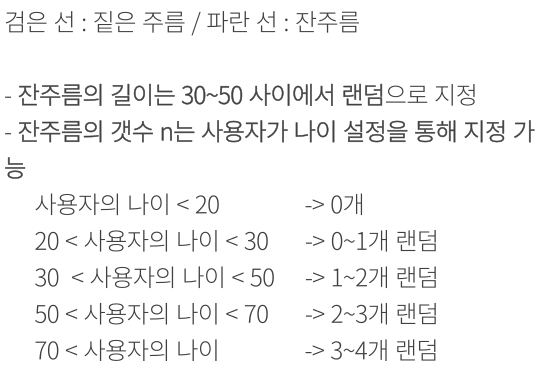 검은 선 : 짙은 주름 / 파란 선 : 잔주름
- 잔주름의 길이는 30~50 사이에서 랜덤으로 지정
- 잔주름의 갯수 n는 사용자가 나이 설정을 통해 지정 가
능
사용자의 나이 < 20 -> 0개
20 < 사용자의 나이 < 30 -> 0~1개 랜덤
30 < 사용자의 나이 < 50 -> 1~2개 랜덤
50 < 사용자의 나이 < 70 -> 2~3개 랜덤
70 < 사용자의 나이 -> 3~4개 랜덤